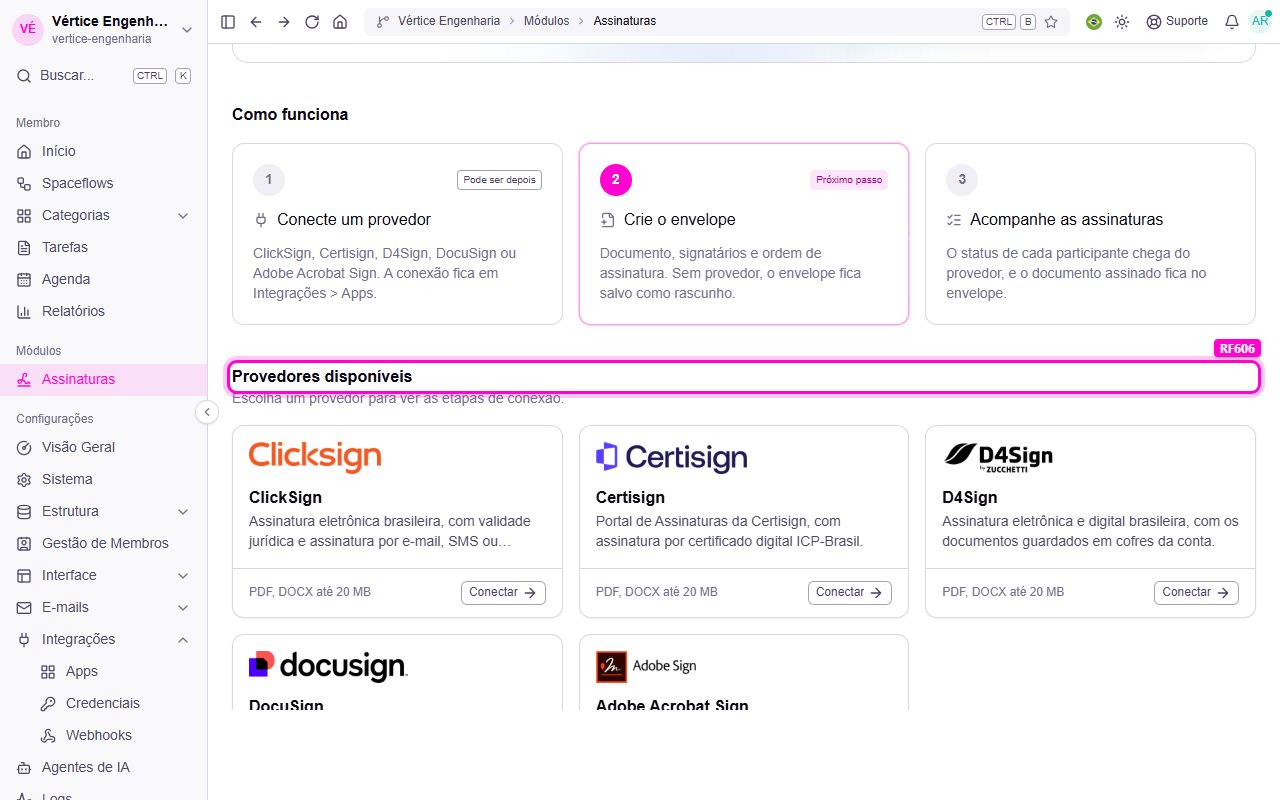 VÉ
Vértice Engenh...
vertice-engenharia
Buscar...
CTRL
K
Membro
Início
Spaceflows
Categorias
Tarefas
Agenda
Relatórios
Módulos
Assinaturas
Configurações
Visão Geral
Sistema
Estrutura
Gestão de Membros
Interface
E-mails
Integrações
Apps
Credenciais
Webhooks
Agentes de IA
Logs
Vértice Engenharia > Módulos > Assinaturas
CTRL
B
Suporte
AR
Como funciona
1
Pode ser depois
Conecte um provedor
ClickSign, Certisign, D4Sign, DocuSign ou
Adobe Acrobat Sign. A conexão fica em
Integrações > Apps.
2
Próximo passo
Crie o envelope
Documento, signatários e ordem de
assinatura. Sem provedor, o envelope fica
salvo como rascunho.
3
Acompanhe as assinaturas
O status de cada participante chega do
provedor, e o documento assinado fica no
envelope.
RF606
Provedores disponíveis
Escolha um provedor para ver as etapas de conexão.
Clicksign
ClickSign
Assinatura eletrônica brasileira, com validade
jurídica e assinatura por e-mail, SMS ou...
PDF, DOCX até 20 MB
Conectar
Certisign
Certisign
Portal de Assinaturas da Certisign, com
assinatura por certificado digital ICP-Brasil.
PDF, DOCX até 20 MB
Conectar
D4Sign
by ZUCCHETTI
D4Sign
Assinatura eletrônica e digital brasileira, com os
documentos guardados em cofres da conta.
PDF, DOCX até 20 MB
Conectar
docusign
DocuSign
Adobe Sign
Adobe Acrobat Sign